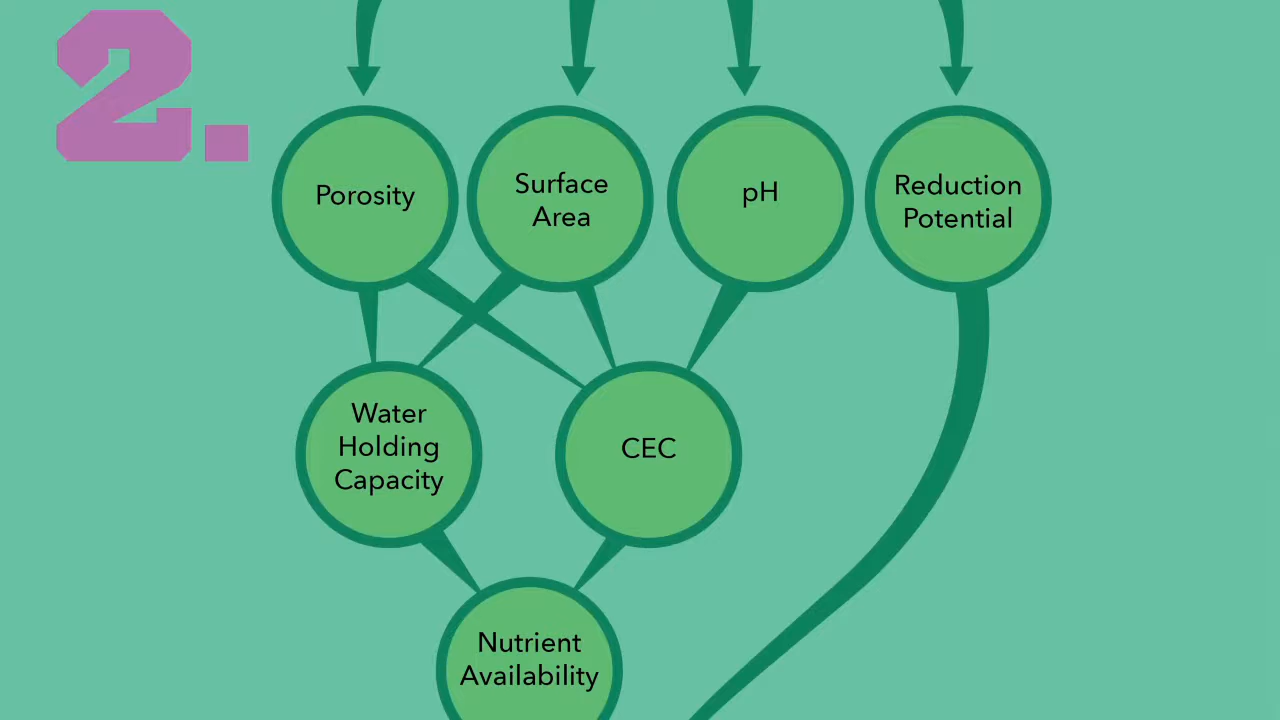 2.
Porosity
Surface
Area
pH
Reduction
Potential
Water
Holding
Capacity
CEC
Nutrient
Availability